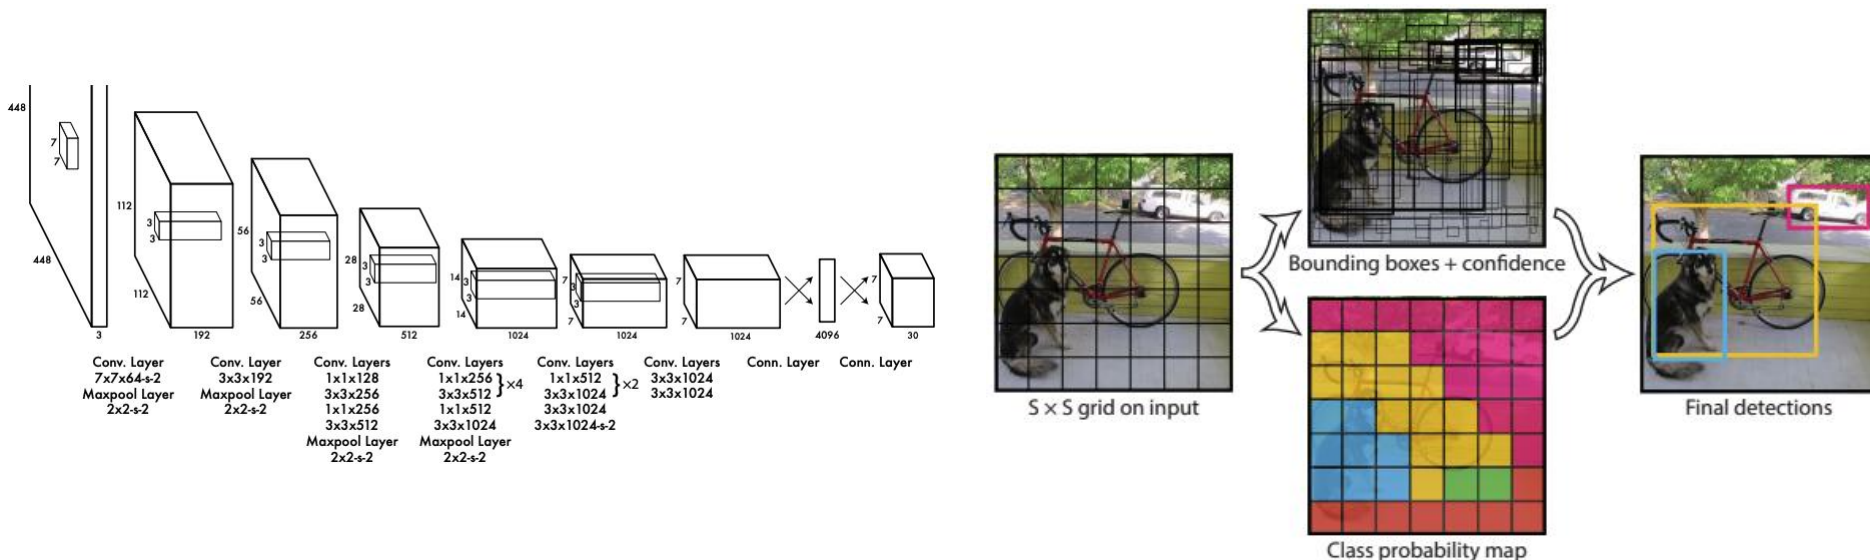 448
7
7
448
3
112
3
3
112
192
56
3
3
56
256
28
3
3
28
512
14
3
3
14
1024
7
3
3
7
1024
7
7
1024
4096
7
7
30
Conv. Layer
7x7x64-s-2
Maxpool Layer
2x2-s-2
Conv. Layer
3x3x192
Maxpool Layer
2x2-s-2
Conv. Layers
1x1x128
3x3x256
1x1x256
3x3x512
Maxpool Layer
2x2-s-2
Conv. Layers
1x1x256
3x3x512
}×4
1x1x512
3x3x1024
Maxpool Layer
2x2-s-2
Conv. Layers
1x1x512
3x3x1024
}×2
3x3x1024
3x3x1024-s-2
Conv. Layers
3x3x1024
3x3x1024
Conn. Layer
Conn. Layer
S × S grid on input
Bounding boxes + confidence
Class probability map
Final detections